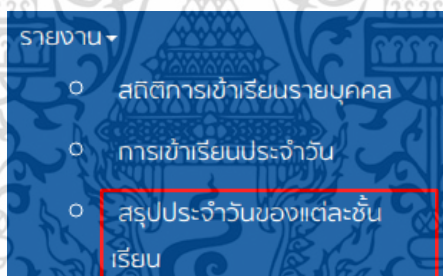 รายงาน
สถิติการเข้าเรียนรายบุคคล
การเข้าเรียนประจำวัน
สรุปประจำวันของแต่ละชั้น
เรียน